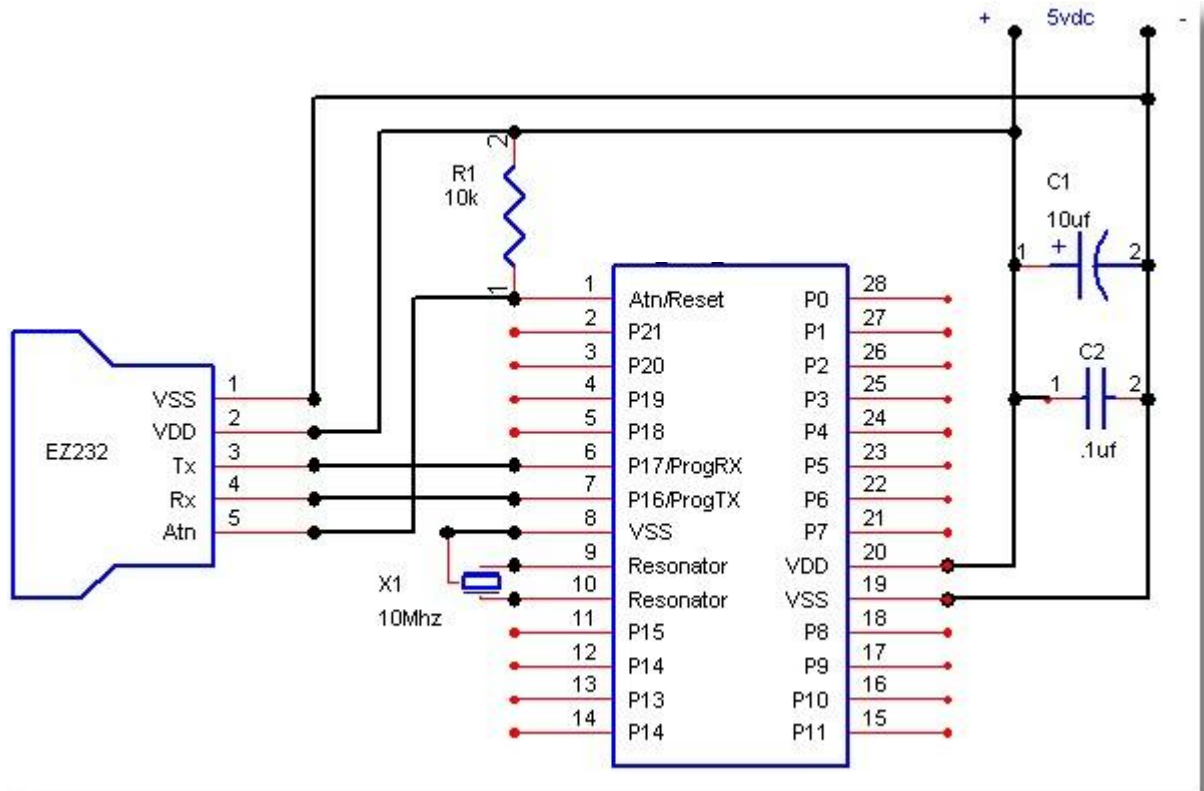 + 5vdc -
2
R1
10k
1
C1
10uf
1 + 2
C2
1 2
.1uf
EZ232
VSS 1
VDD 2
Tx 3
Rx 4
Atn 5
X1
10Mhz
1 Atn/Reset P0 28
2 P21 P1 27
3 P20 P2 26
4 P19 P3 25
5 P18 P4 24
6 P17/ProgRX P5 23
7 P16/ProgTX P6 22
8 VSS P7 21
9 Resonator VDD 20
10 Resonator VSS 19
11 P15 P8 18
12 P14 P9 17
13 P13 P10 16
14 P14 P11 15